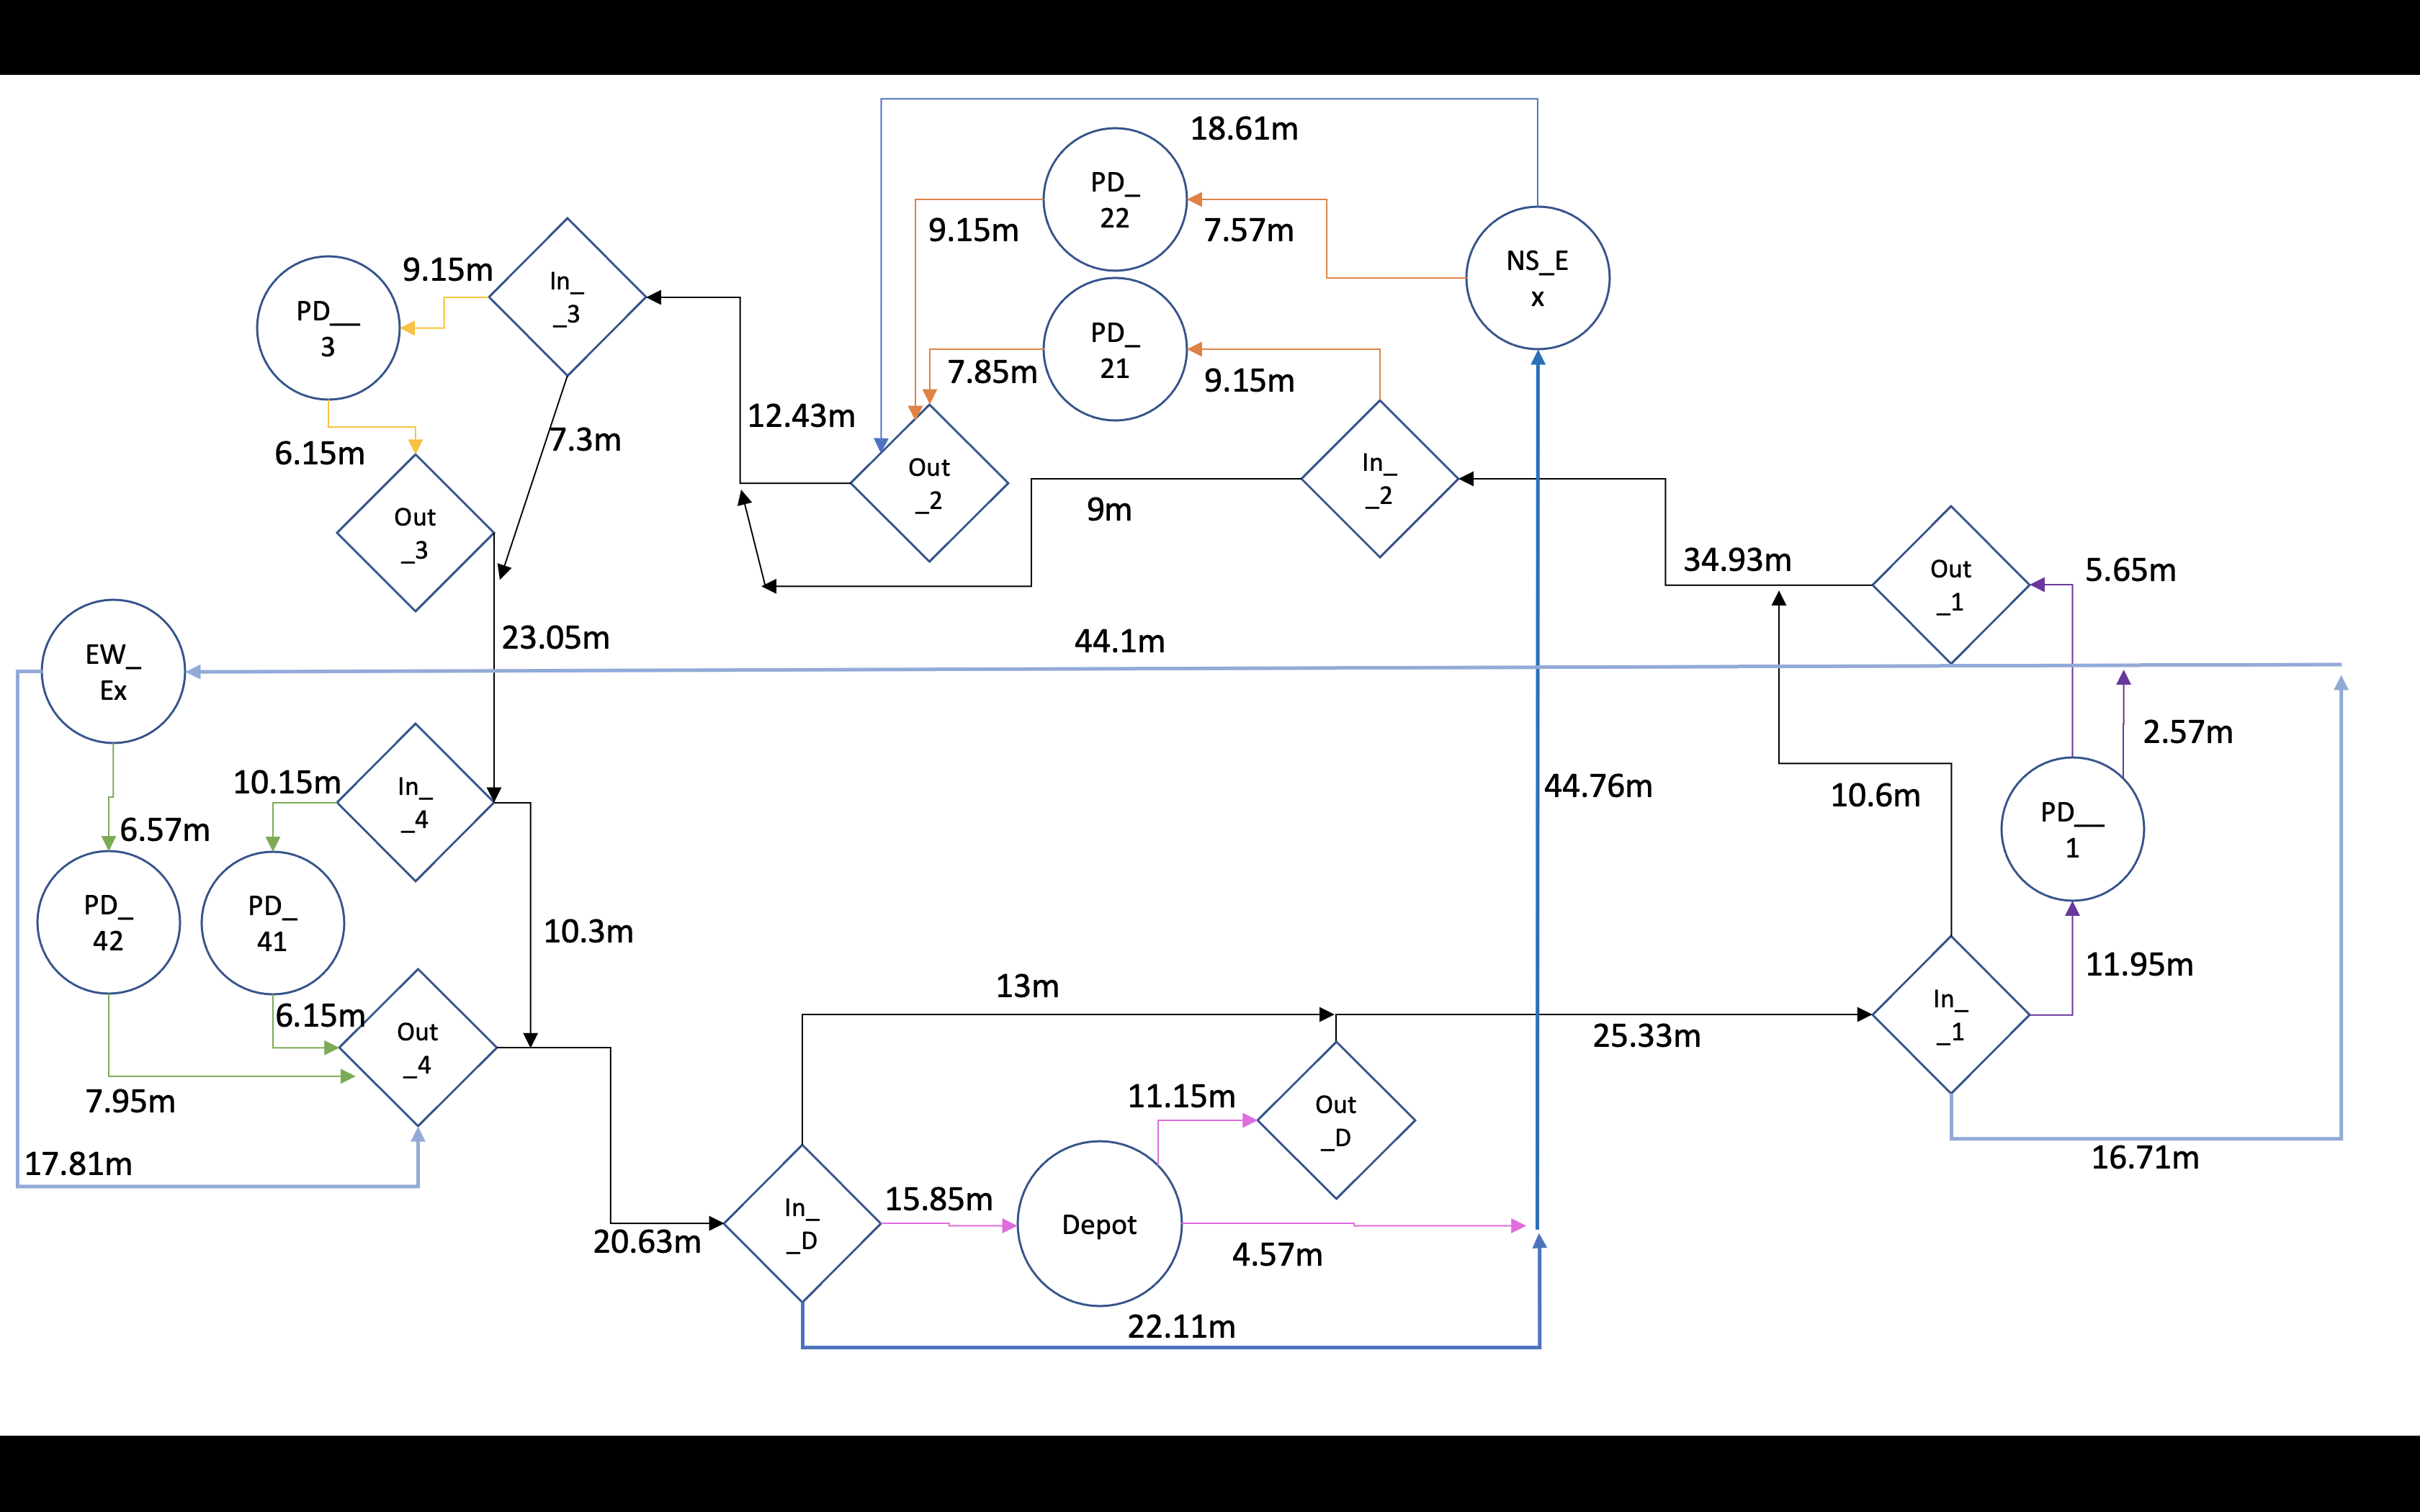 18.61m
PD_
22
9.15m
7.57m
NS_E
x
In_
_3
9.15m
PD__
3
PD_
21
7.85m
9.15m
12.43m
7.3m
6.15m
Out
_2
In_
_2
9m
Out
_3
34.93m
Out
_1
5.65m
23.05m
44.1m
EW_
Ex
2.57m
10.15m
In_
_4
44.76m
10.6m
PD__
1
6.57m
PD_
42
PD_
41
10.3m
11.95m
13m
In_
_1
6.15m
Out
_4
25.33m
7.95m
11.15m
Out
_D
17.81m
16.71m
15.85m
In_
_D
Depot
20.63m
4.57m
22.11m